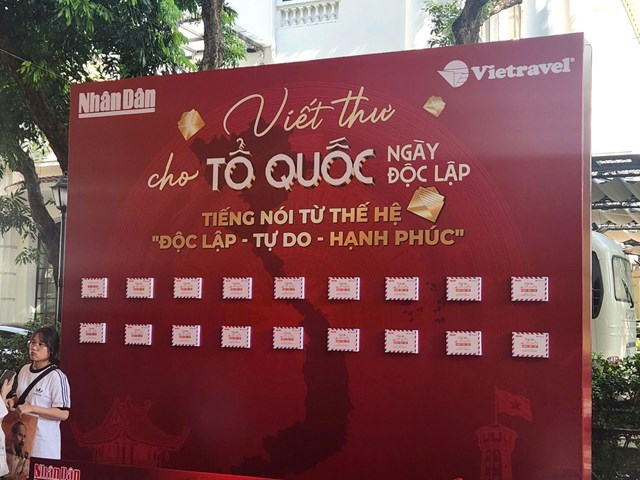 Nhân Dân
Vietravel®
Viết thư
cho TỔ QUỐC NGÀY ĐỘC LẬP
TIẾNG NÓI TỪ THẾ HỆ
"ĐỘC LẬP - TỰ DO - HẠNH PHÚC"
Nhân Dân